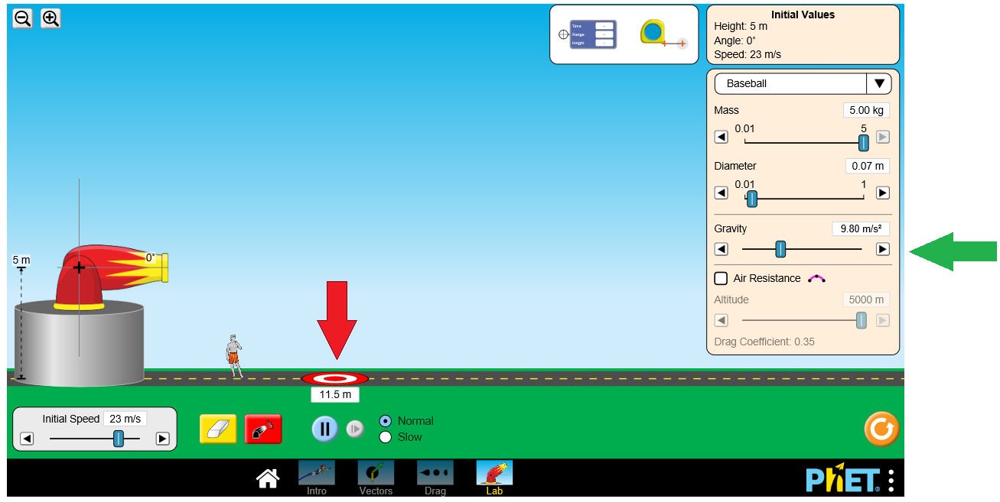 Time -
Range -
Height -
Initial Values
Height: 5 m
Angle: 0°
Speed: 23 m/s
Baseball
Mass 5.00 kg
0.01 5
Diameter 0.07 m
0.01 1
Gravity 9.80 m/s²
Air Resistance
Altitude 5000 m
Drag Coefficient: 0.35
5 m
0°
11.5 m
Initial Speed 23 m/s
Normal
Slow
Intro
Vectors
Drag
Lab
PhET